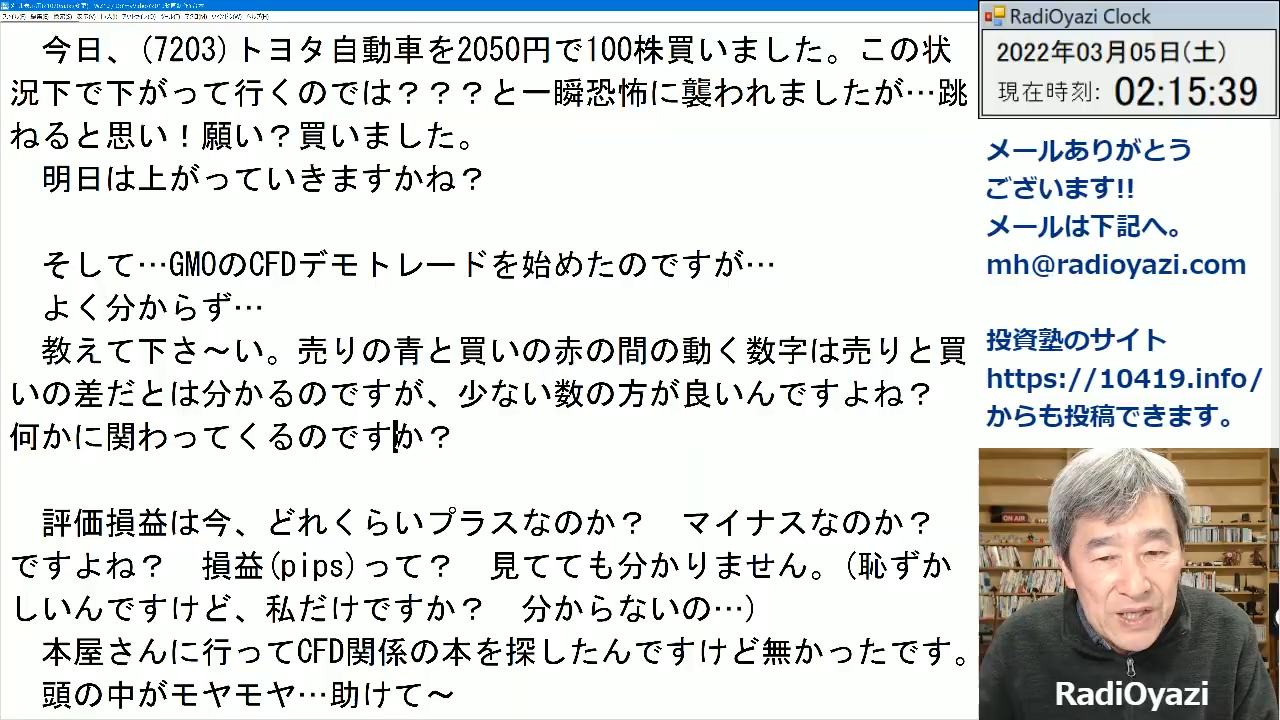 今日、(7203)トヨタ自動車を2050円で100株買いました。この状
況下で下がって行くのでは？？？と一瞬恐怖に襲われましたが…跳
ねると思い！願い？買いました。
明日は上がっていきますかね？
そして…GMOのCFDデモトレードを始めたのですが…
よく分からず…
教えて下さ～い。売りの青と買いの赤の間の動く数字は売りと買
いの差だとは分かるのですが、少ない数の方が良いんですよね？
何かに関わってくるのですか？
評価損益は今、どれくらいプラスなのか？　マイナスなのか？
ですよね？　損益(pips)って？　見てても分かりません。(恥ずか
しいんですけど、私だけですか？　分からないの…)
本屋さんに行ってCFD関係の本を探したんですけど無かったです。
頭の中がモヤモヤ…助けて～
RadiOyazi Clock
2022年03月05日(土)
現在時刻: 02:15:39
メールありがとう
ございます!!
メールは下記へ。
mh@radioyazi.com
投資塾のサイト
https://10419.info/
からも投稿できます。
ON AIR
RadiOyazi